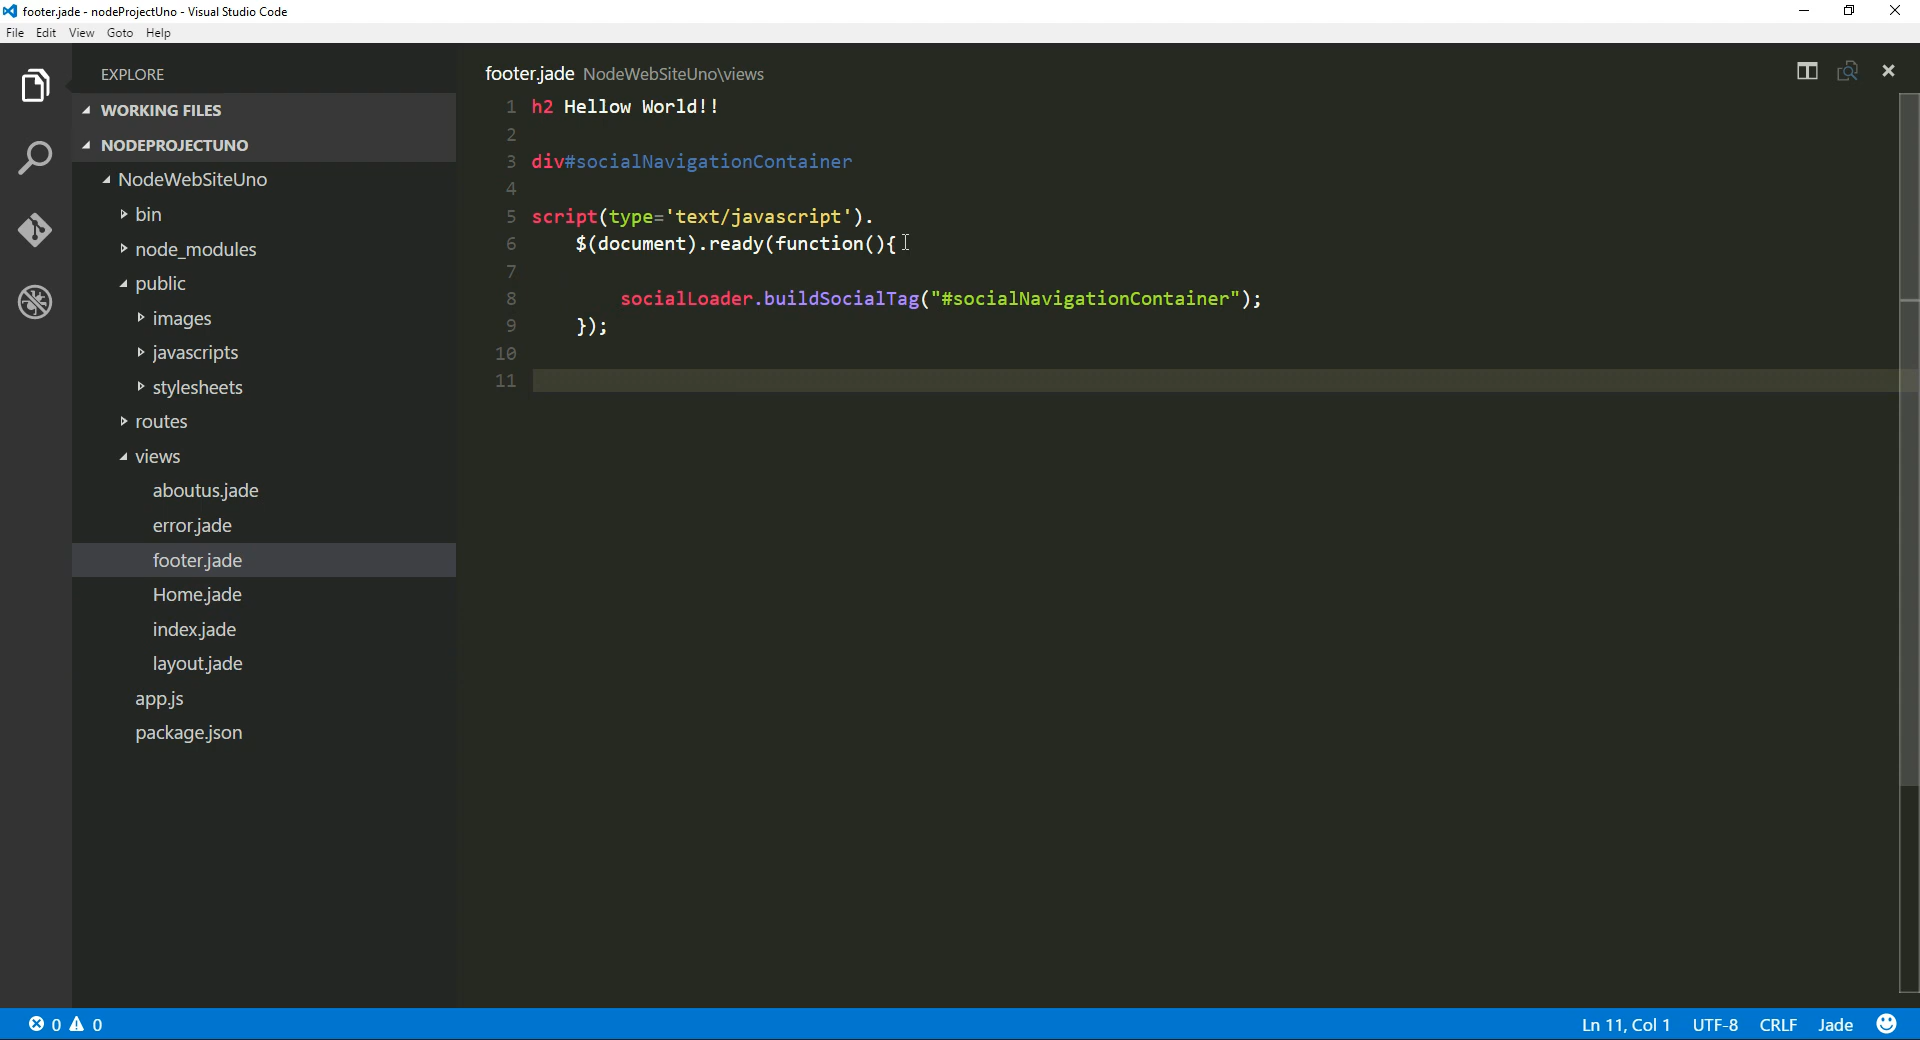 footer.jade - nodeProjectUno - Visual Studio Code
File Edit View Goto Help
EXPLORE
WORKING FILES
NODEPROJECTUNO
NodeWebSiteUno
bin
node_modules
public
images
javascripts
stylesheets
routes
views
aboutus.jade
error.jade
footer.jade
Home.jade
index.jade
layout.jade
app.js
package.json
footer.jade NodeWebSiteUno\views
1 h2 Hellow World!!
2
3 div#socialNavigationContainer
4
5 script(type='text/javascript').
6 $(document).ready(function(){
7
8 socialLoader.buildSocialTag("#socialNavigationContainer");
9 });
10
11
0 0
Ln 11, Col 1 UTF-8 CRLF Jade